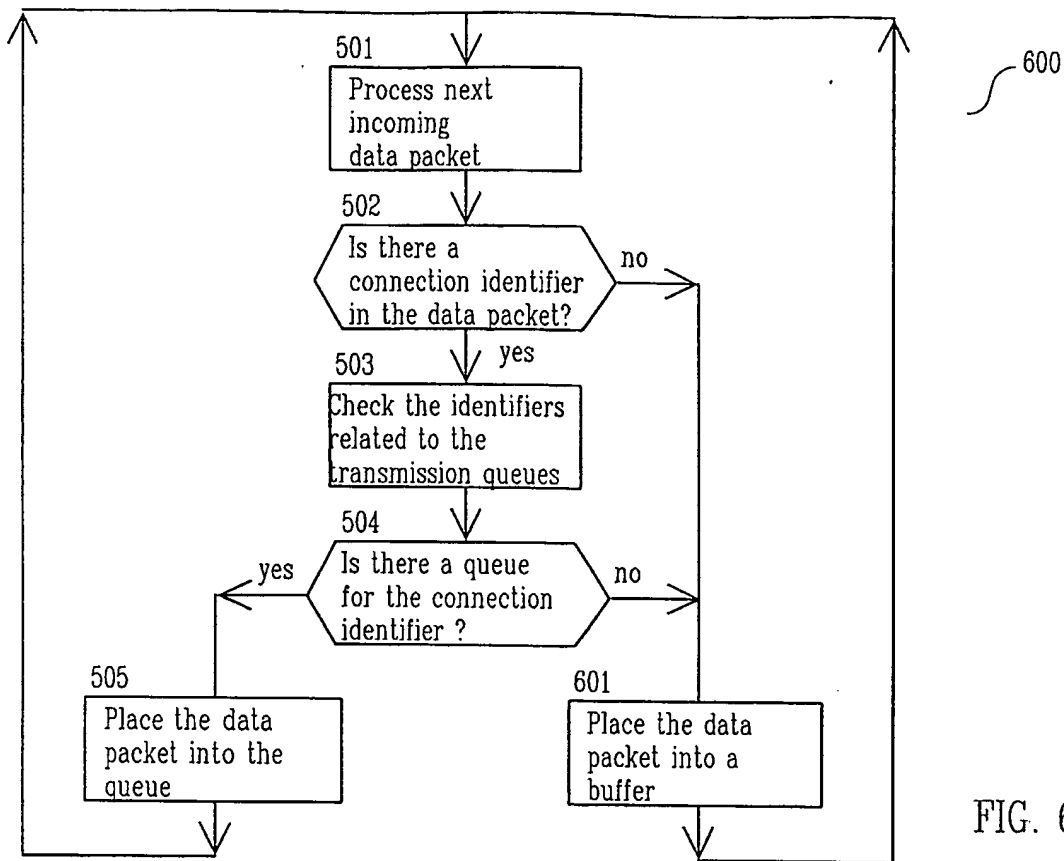 600
501
Process next
incoming
data packet
502
Is there a
connection identifier
in the data packet?
no
yes
503
Check the identifiers
related to the
transmission queues
504
Is there a queue
for the connection
identifier ?
yes
no
505
Place the data
packet into the
queue
601
Place the data
packet into a
buffer
FIG. 6